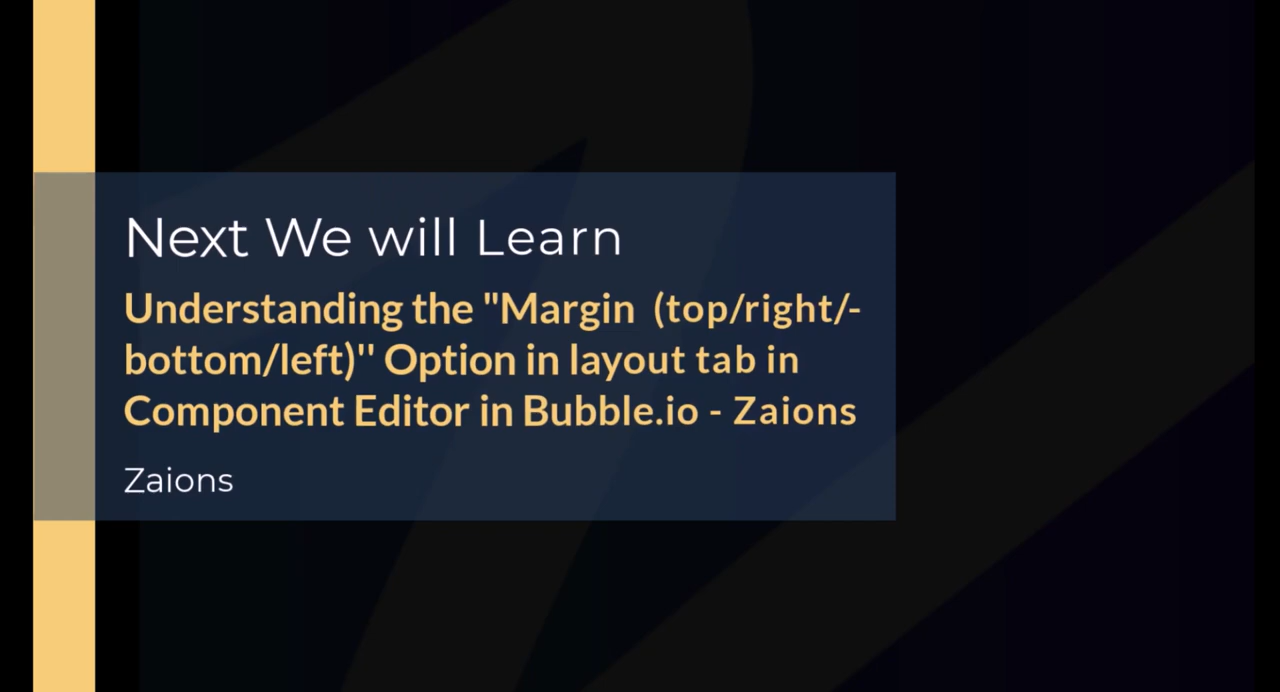 Next We will Learn
Understanding the "Margin (top/right/-
bottom/left)" Option in layout tab in
Component Editor in Bubble.io - Zaions
Zaions